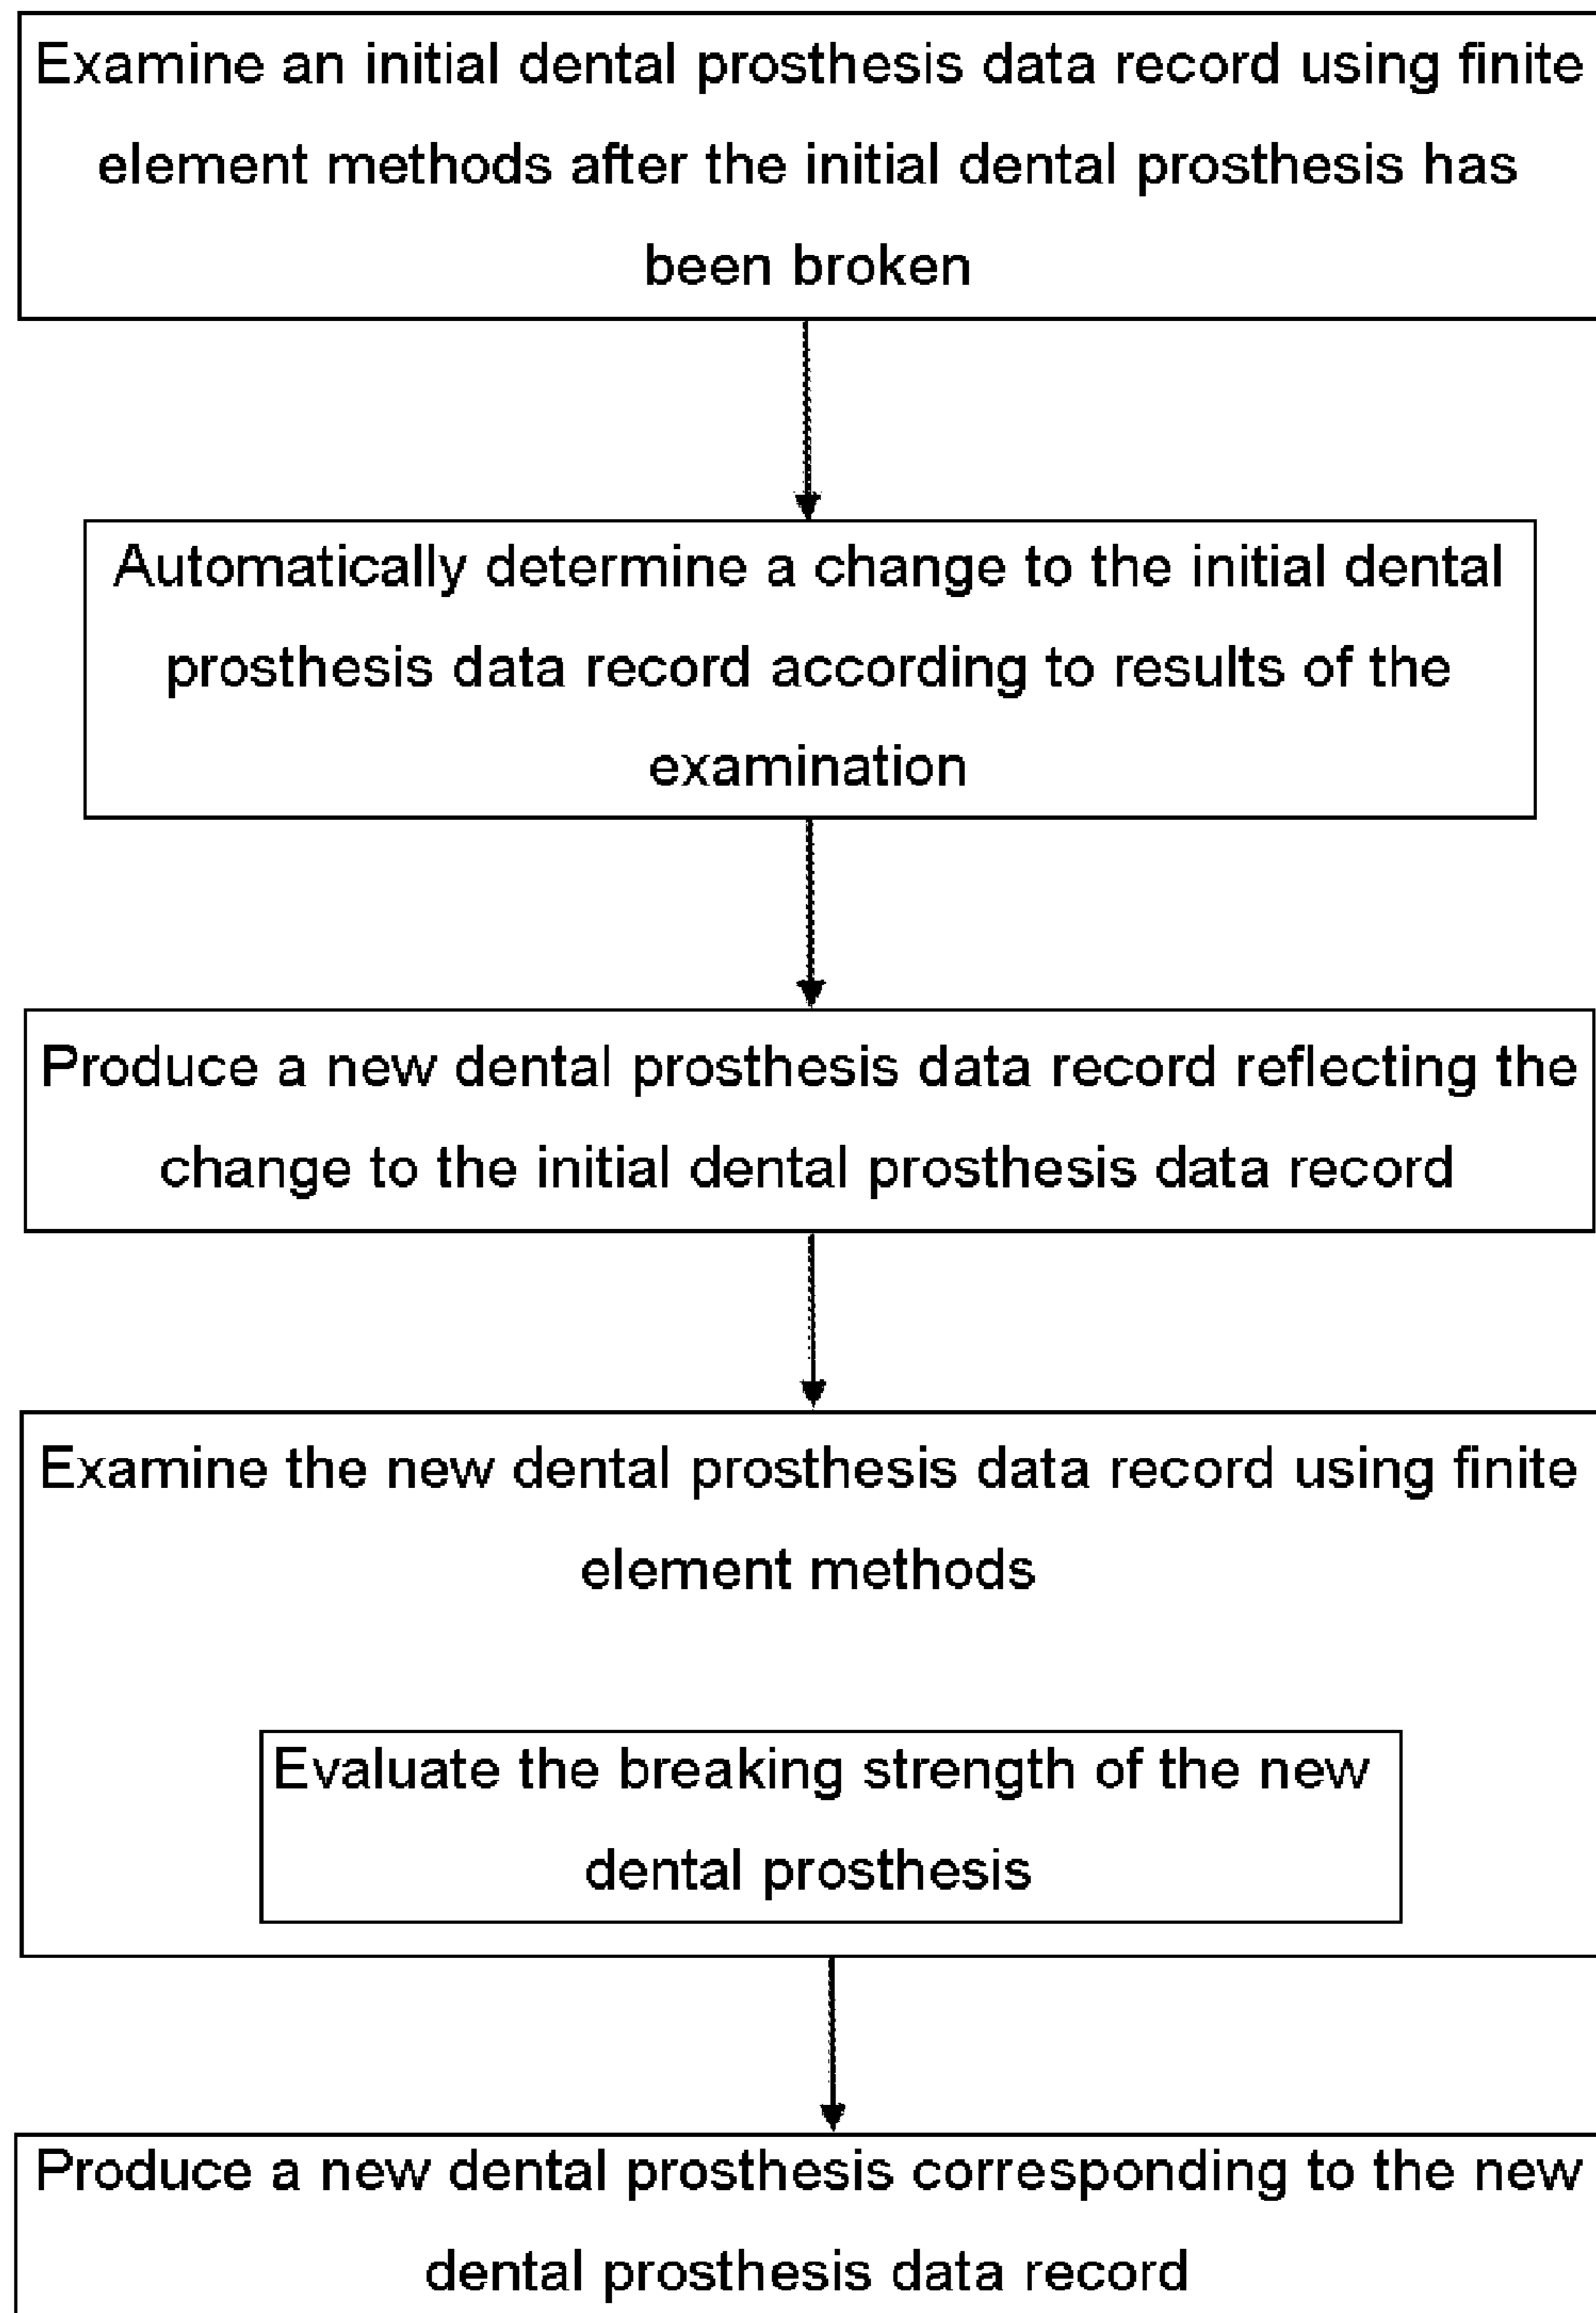 Examine an initial dental prosthesis data record using finite
element methods after the initial dental prosthesis has
been broken
Automatically determine a change to the initial dental
prosthesis data record according to results of the
examination
Produce a new dental prosthesis data record reflecting the
change to the initial dental prosthesis data record
Examine the new dental prosthesis data record using finite
element methods
Evaluate the breaking strength of the new
dental prosthesis
Produce a new dental prosthesis corresponding to the new
dental prosthesis data record